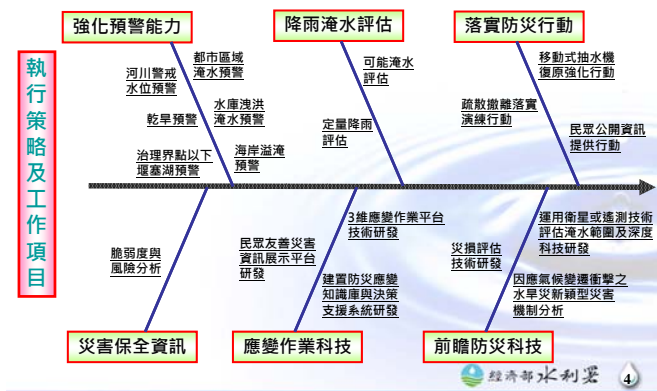 執行策略及工作項目
強化預警能力
都市區域
淹水預警
河川警戒
水位預警
水庫洩洪
淹水預警
乾旱預警
海岸溢淹
預警
治理界點以下
堰塞湖預警
降雨淹水評估
可能淹水
評估
定量降雨
評估
落實防災行動
移動式抽水機
復原強化行動
疏散撤離落實
演練行動
民眾公開資訊
提供行動
脆弱度與
風險分析
災害保全資訊
3維應變作業平台
技術研發
民眾友善災害
資訊展示平台
研發
建置防災應變
知識庫與決策
支援系統研發
應變作業科技
運用衛星或遙測技術
評估淹水範圍及深度
科技研發
災損評估
技術研發
因應氣候變遷衝擊之
水旱災新穎型災害
機制分析
前瞻防災科技
經濟部水利署
4